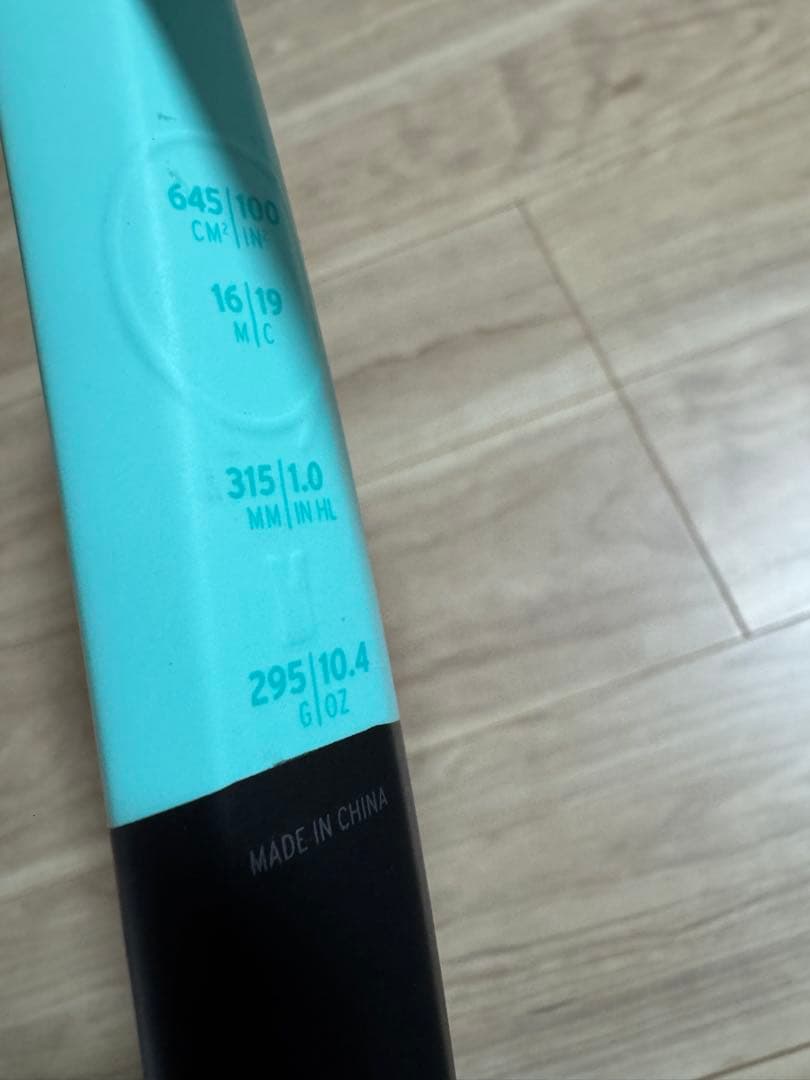 645|100
CM²|IN²
16|19
M|C
315|1.0
MM|IN HL
295|10.4
G|OZ
MADE IN CHINA